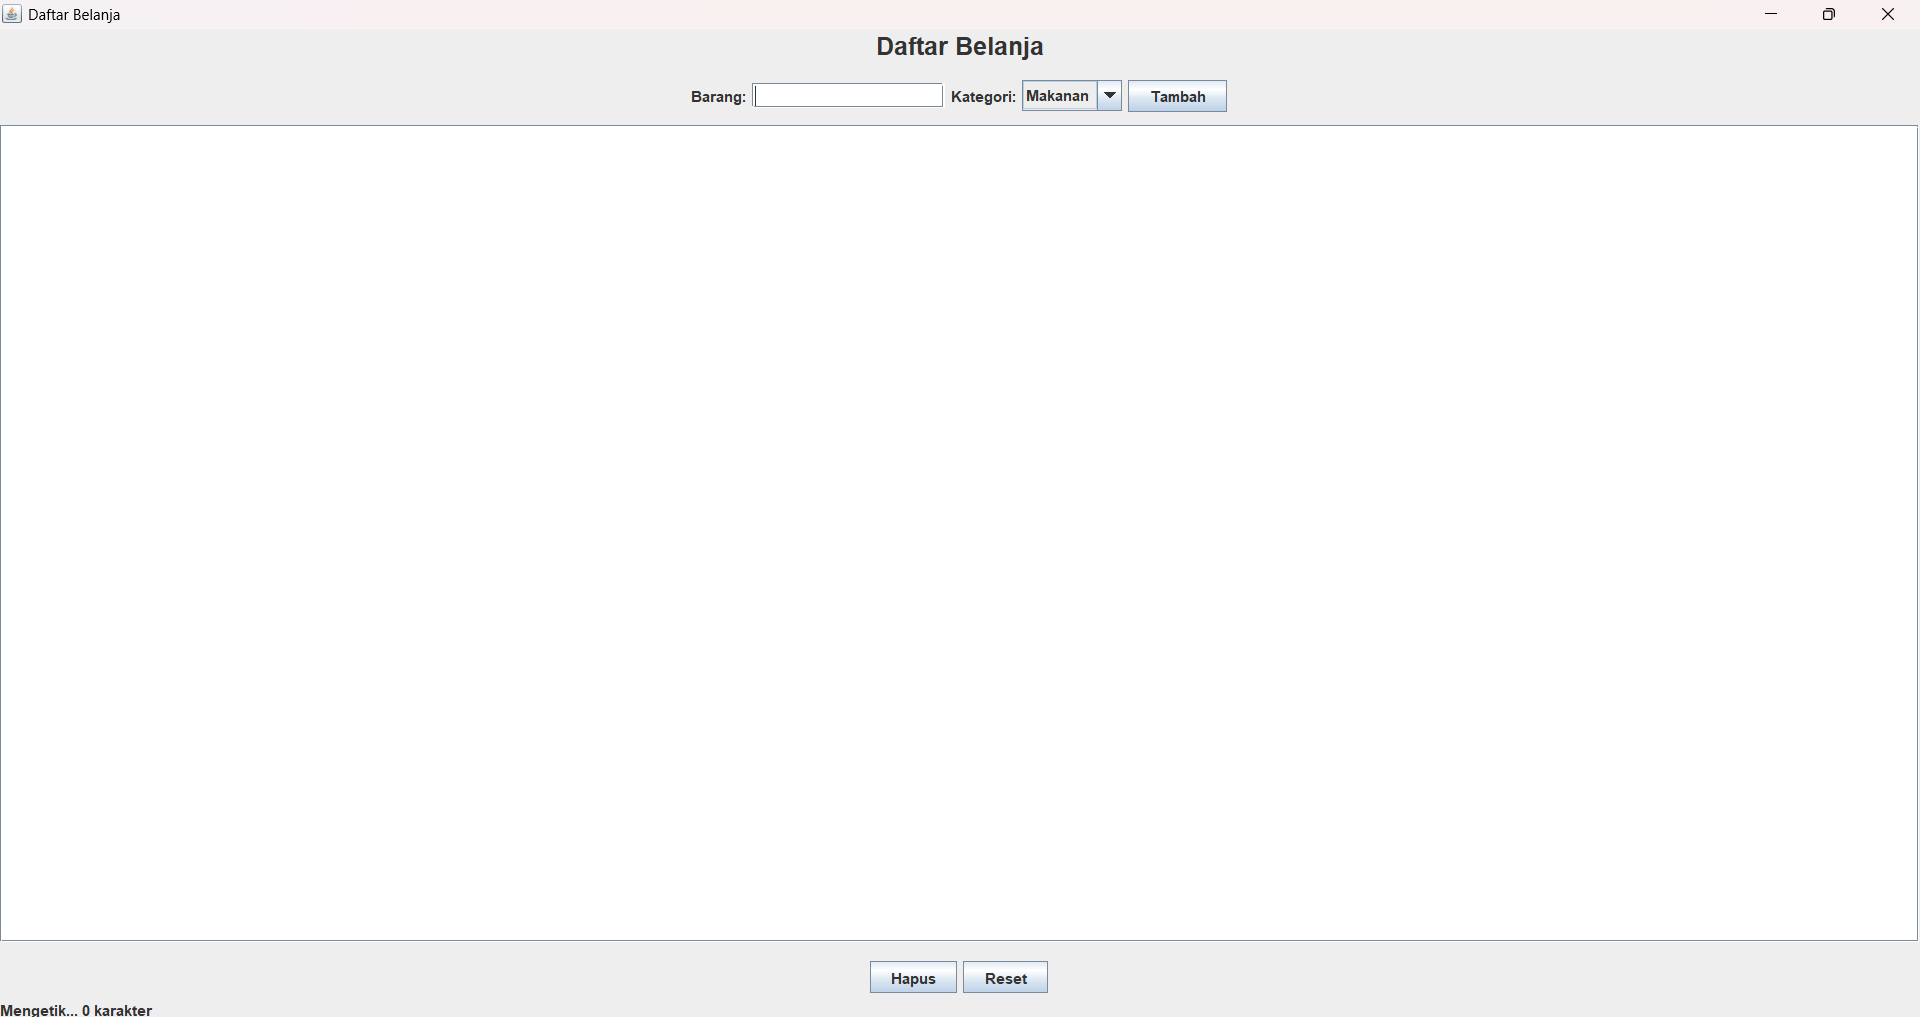 Daftar Belanja
Daftar Belanja
Barang: Kategori: Makanan Tambah
Hapus Reset
Mengetik... 0 karakter